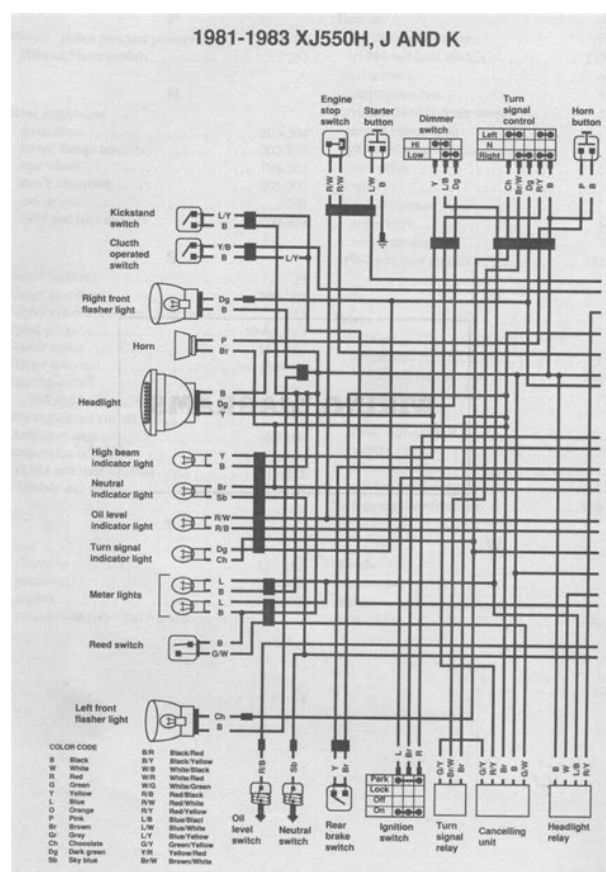 1981-1983 XJ550H, J AND K
Engine
stop
switch
Starter
button
Dimmer
switch
Turn
signal
control
Horn
button
Hi
Low
Left
N
Right
R/W
R/W
L/W
B
Y
L/B
Dg
Ch
Br/W
Dg
R/Y
B
P
B
Kickstand
switch
L/Y
B
Clucth
operated
switch
Y/B
B
L/Y
Right front
flasher light
Dg
B
Horn
P
Br
Headlight
B
Dg
Y
High beam
indicator light
Y
B
Neutral
indicator light
Br
Sb
Oil level
indicator light
R/W
R/B
Turn signal
indicator light
Dg
Ch
Meter lights
L
B
L
B
Reed switch
B
G/W
Left front
flasher light
Ch
B
COLOR CODE
B Black
W White
R Red
G Green
Y Yellow
L Blue
O Orange
P Pink
Br Brown
Gr Grey
Ch Chocolate
Dg Dark green
Sb Sky blue
B/R Black/Red
B/Y Black/Yellow
W/B White/Black
W/R White/Red
W/G White/Green
R/B Red/Black
R/W Red/White
R/Y Red/Yellow
L/B Blue/Blacl
L/W Blue/White
L/Y Blue/Yellow
G/Y Green/Yellow
Y/R Yellow/Red
Br/W Brown/White
R/B
Oil
level
switch
Sb
Neutral
switch
Y
Br
Rear
brake
switch
L
Br
R
Park
Lock
Off
On
Ignition
switch
G/Y
Br/W
Br
Turn
signal
relay
G/Y
R/Y
Br
B
G/W
Cancelling
unit
B
W
L/B
R/Y
Headlight
relay